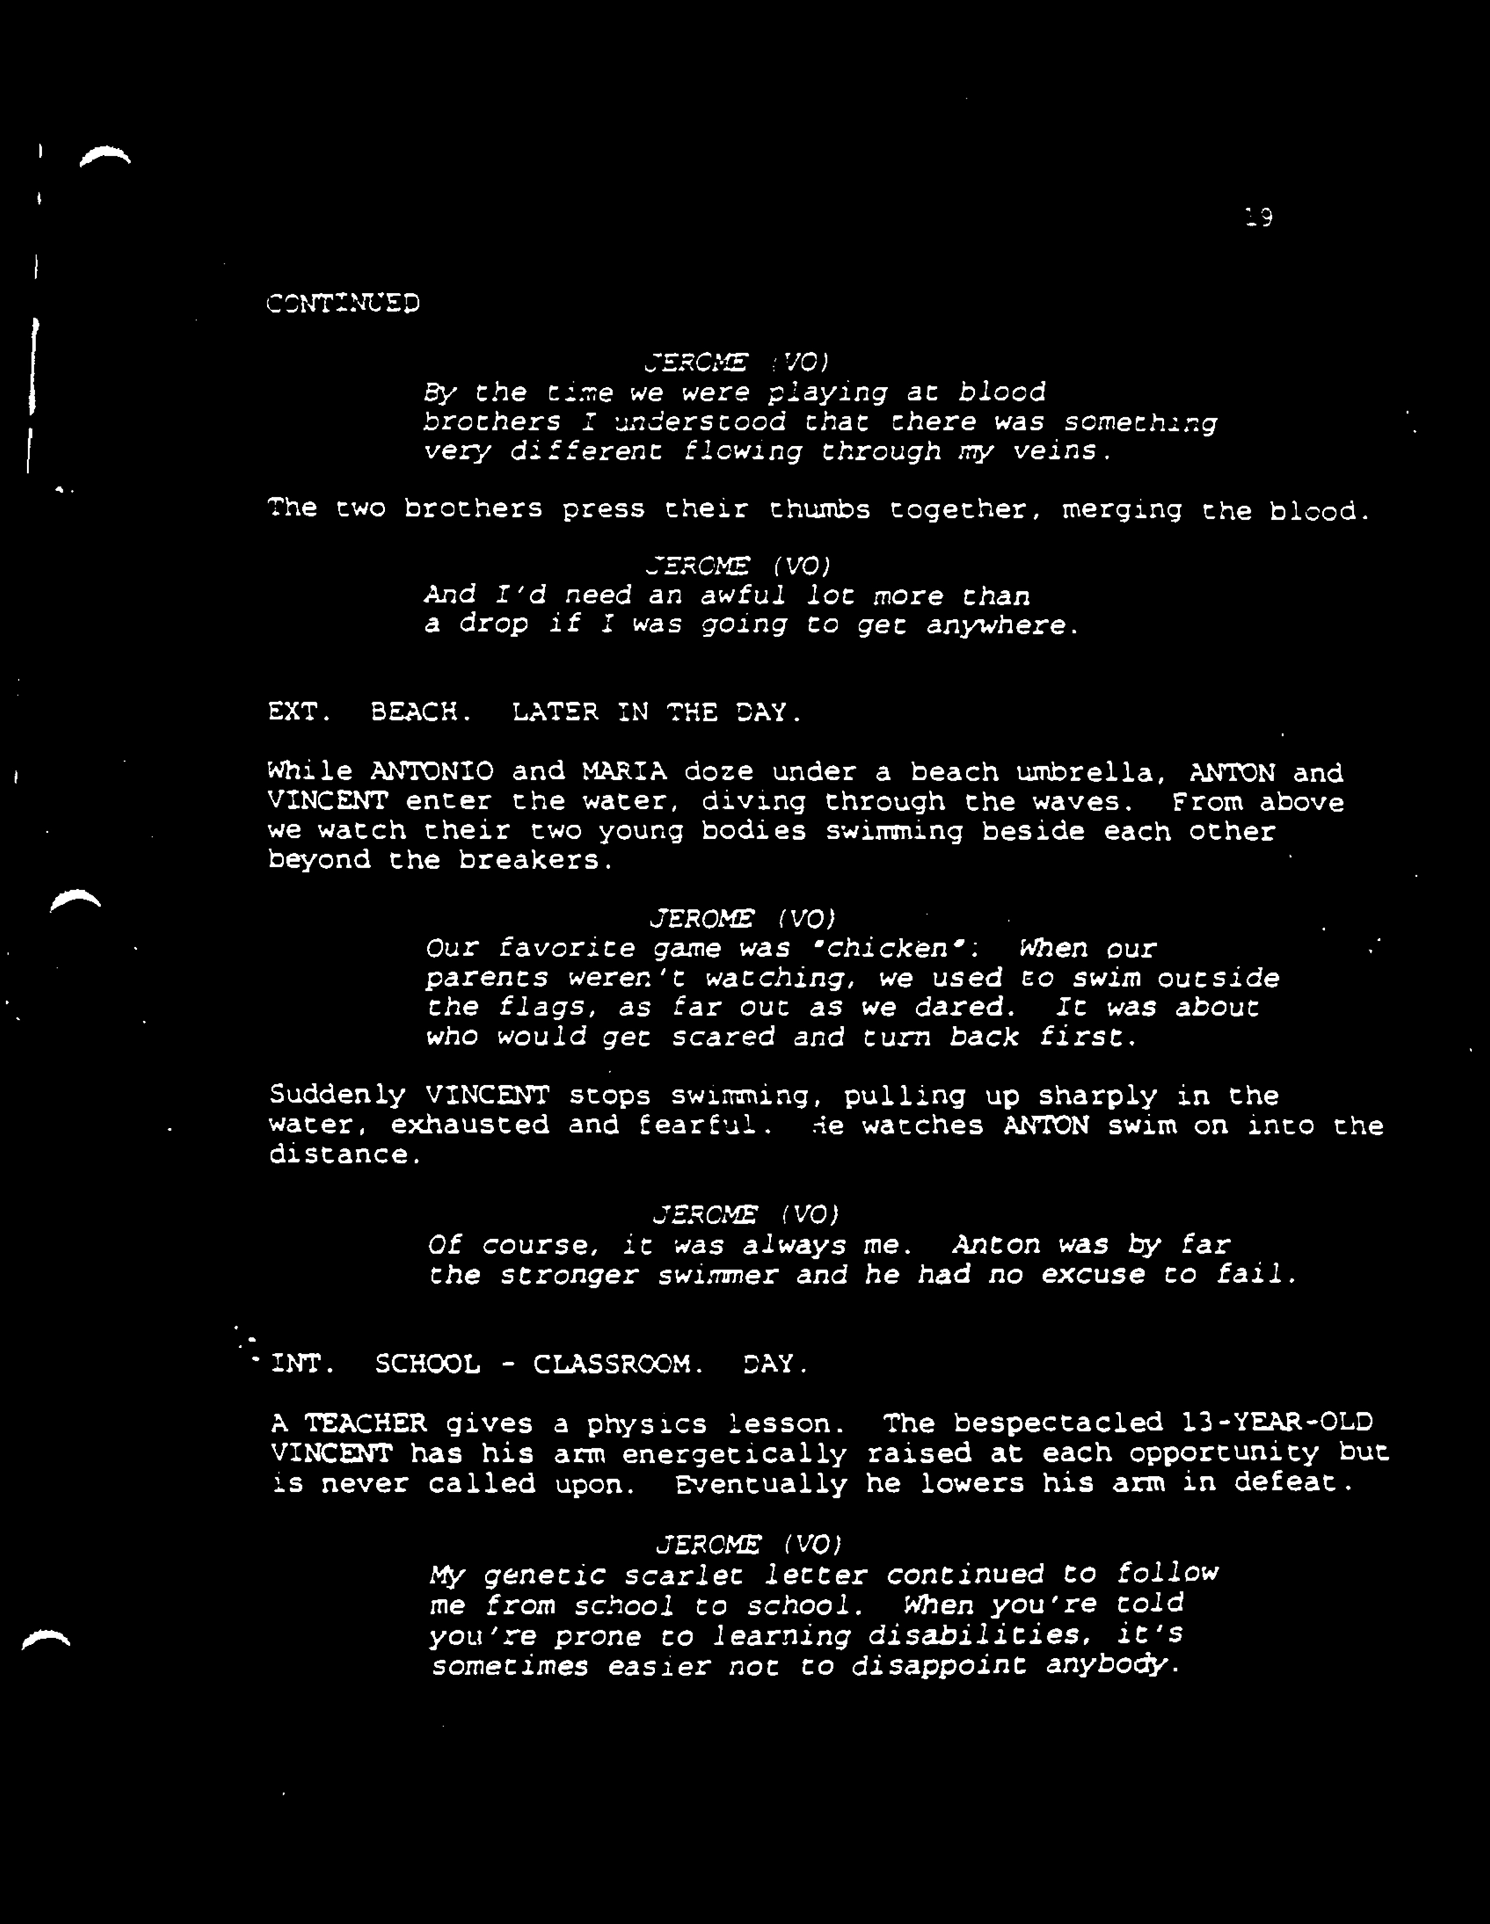 19
CONTINUED
JEROME (VO)
By the time we were playing at blood
brothers I understood that there was something
very different flowing through my veins.
The two brothers press their thumbs together, merging the blood.
JEROME (VO)
And I'd need an awful lot more than
a drop if I was going to get anywhere.
EXT. BEACH. LATER IN THE DAY.
While ANTONIO and MARIA doze under a beach umbrella, ANTON and
VINCENT enter the water, diving through the waves. From above
we watch their two young bodies swimming beside each other
beyond the breakers.
JEROME (VO)
Our favorite game was "chicken": When our
parents weren't watching, we used to swim outside
the flags, as far out as we dared. It was about
who would get scared and turn back first.
Suddenly VINCENT stops swimming, pulling up sharply in the
water, exhausted and fearful. He watches ANTON swim on into the
distance.
JEROME (VO)
Of course, it was always me. Anton was by far
the stronger swimmer and he had no excuse to fail.
INT. SCHOOL - CLASSROOM. DAY.
A TEACHER gives a physics lesson. The bespectacled 13-YEAR-OLD
VINCENT has his arm energetically raised at each opportunity but
is never called upon. Eventually he lowers his arm in defeat.
JEROME (VO)
My genetic scarlet letter continued to follow
me from school to school. When you're told
you're prone to learning disabilities, it's
sometimes easier not to disappoint anybody.